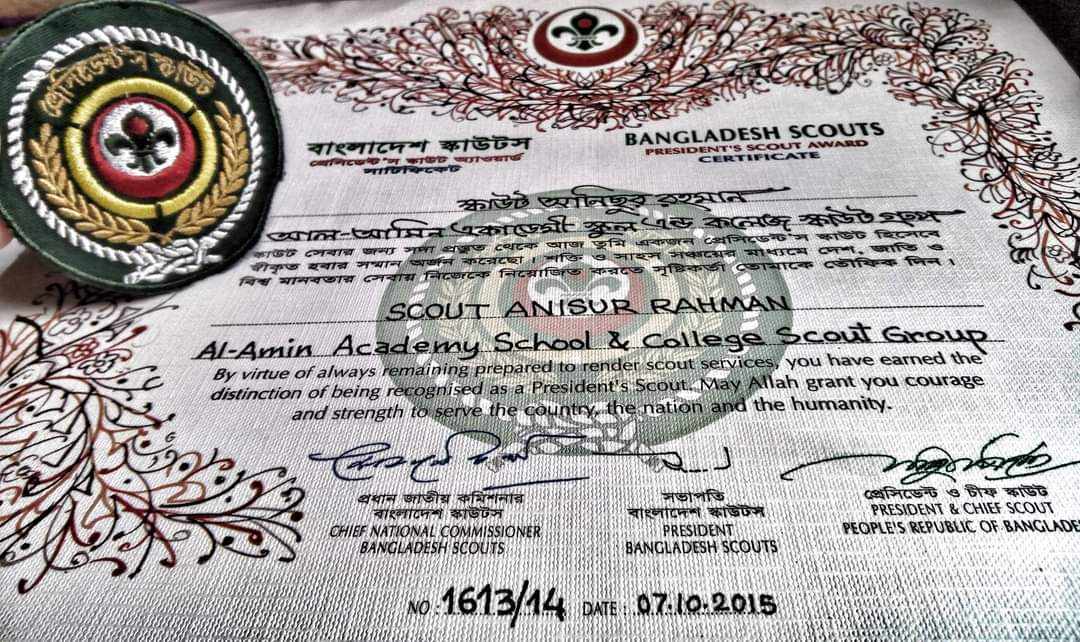 প্রেসিডেন্ট'স স্কাউট
বাংলাদেশ স্কাউটস
প্রেসিডেন্ট'স স্কাউট অ্যাওয়ার্ড
সার্টিফিকেট
BANGLADESH SCOUTS
PRESIDENT'S SCOUT AWARD
CERTIFICATE
স্কাউট আনিছুর রহমান
আল-আমিন একাডেমী স্কুল এন্ড কলেজ স্কাউট গ্রুপ
স্কাউট সেবার জন্য সদা প্রস্তুত থেকে আজ তুমি একজন প্রেসিডেন্ট'স স্কাউট হিসেবে
স্বীকৃত হবার সম্মান অর্জন করেছো। শক্তি ও সাহস সঞ্চয়ের মাধ্যমে দেশ, জাতি ও
বিশ্ব মানবতার সেবায় নিজেকে নিয়োজিত করতে সৃষ্টিকর্তা তোমাকে তৌফিক দিন।
SCOUT ANISUR RAHMAN
Al-Amin Academy School & College Scout Group
By virtue of always remaining prepared to render scout services, you have earned the
distinction of being recognised as a President's Scout. May Allah grant you courage
and strength to serve the country, the nation and the humanity.
প্রধান জাতীয় কমিশনার
বাংলাদেশ স্কাউটস
CHIEF NATIONAL COMMISSIONER
BANGLADESH SCOUTS
সভাপতি
বাংলাদেশ স্কাউটস
PRESIDENT
BANGLADESH SCOUTS
প্রেসিডেন্ট ও চীফ স্কাউট
PRESIDENT & CHIEF SCOUT
PEOPLE'S REPUBLIC OF BANGLADE
NO : 1613/14 DATE : 07.10.2015